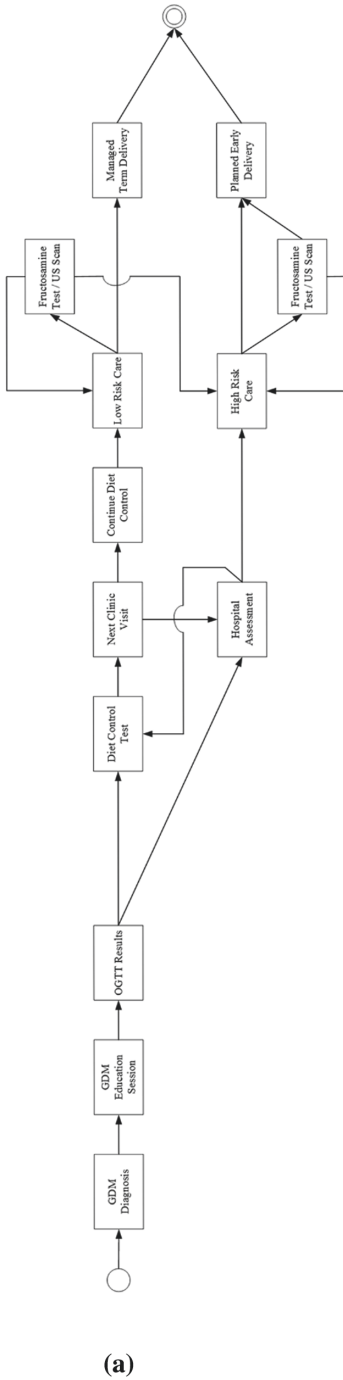 (a)
GDM
Diagnosis
GDM
Education
Session
OGTT Results
Diet Control
Test
Next Clinic
Visit
Hospital
Assessment
Continue Diet
Control
Low Risk Care
High Risk
Care
Fructosamine
Test / US Scan
Fructosamine
Test / US Scan
Managed
Term Delivery
Planned Early
Delivery